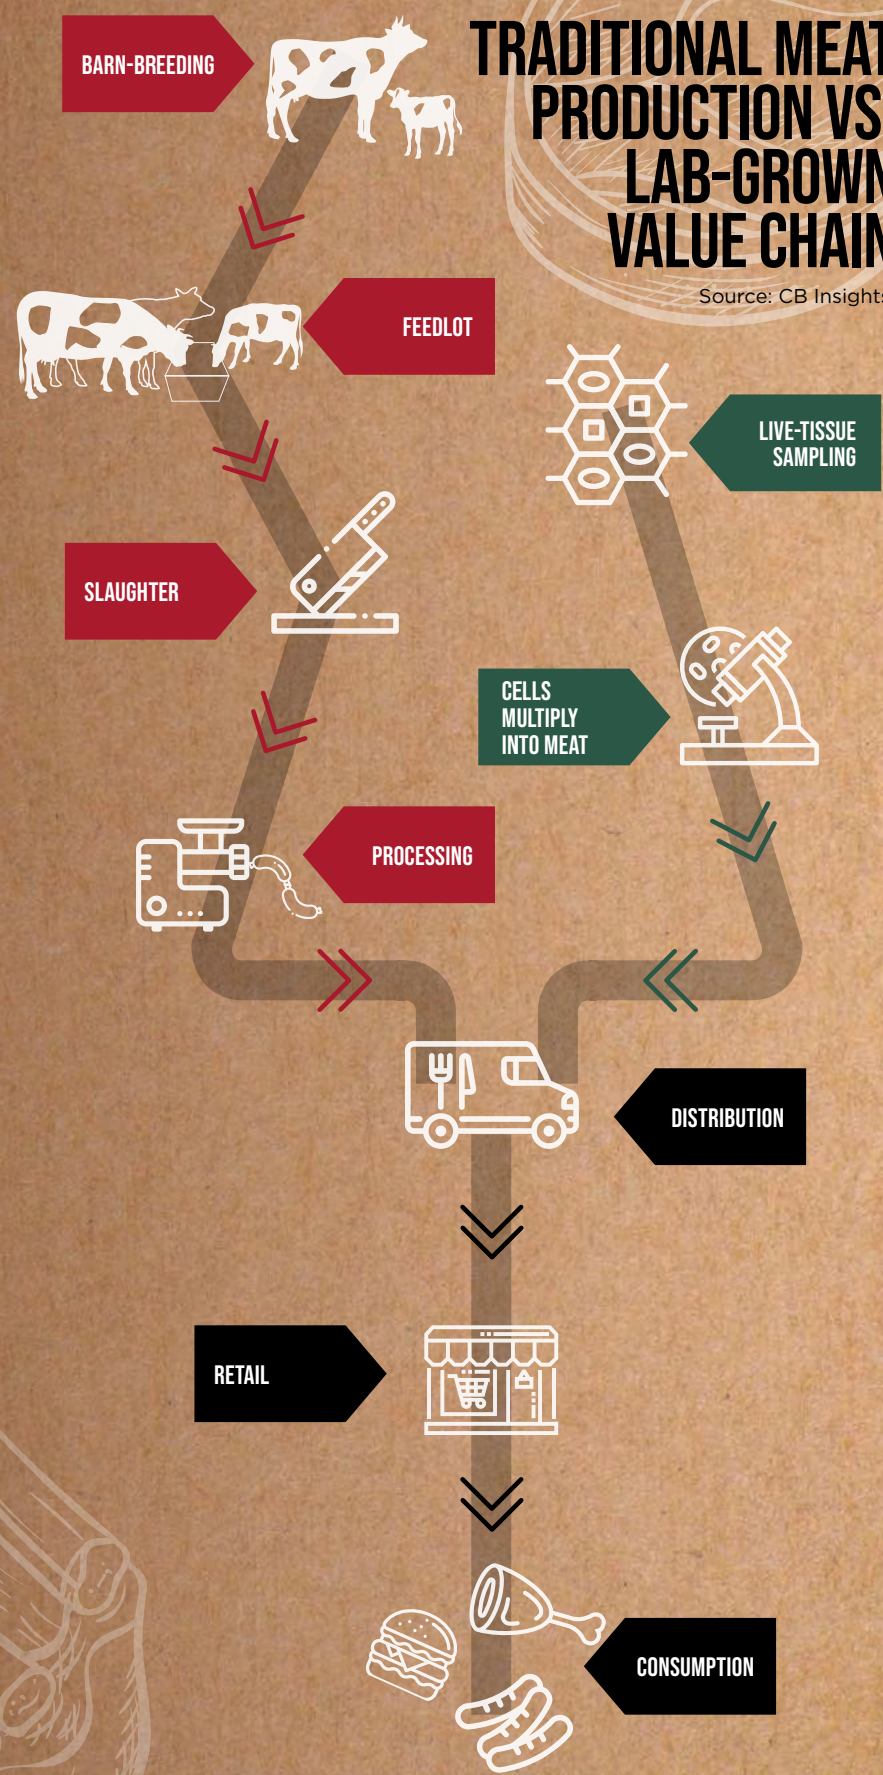 TRADITIONAL MEAT
PRODUCTION VS.
LAB-GROWN
VALUE CHAIN
Source: CB Insights
BARN-BREEDING
FEEDLOT
LIVE-TISSUE
SAMPLING
SLAUGHTER
CELLS
MULTIPLY
INTO MEAT
PROCESSING
DISTRIBUTION
RETAIL
CONSUMPTION